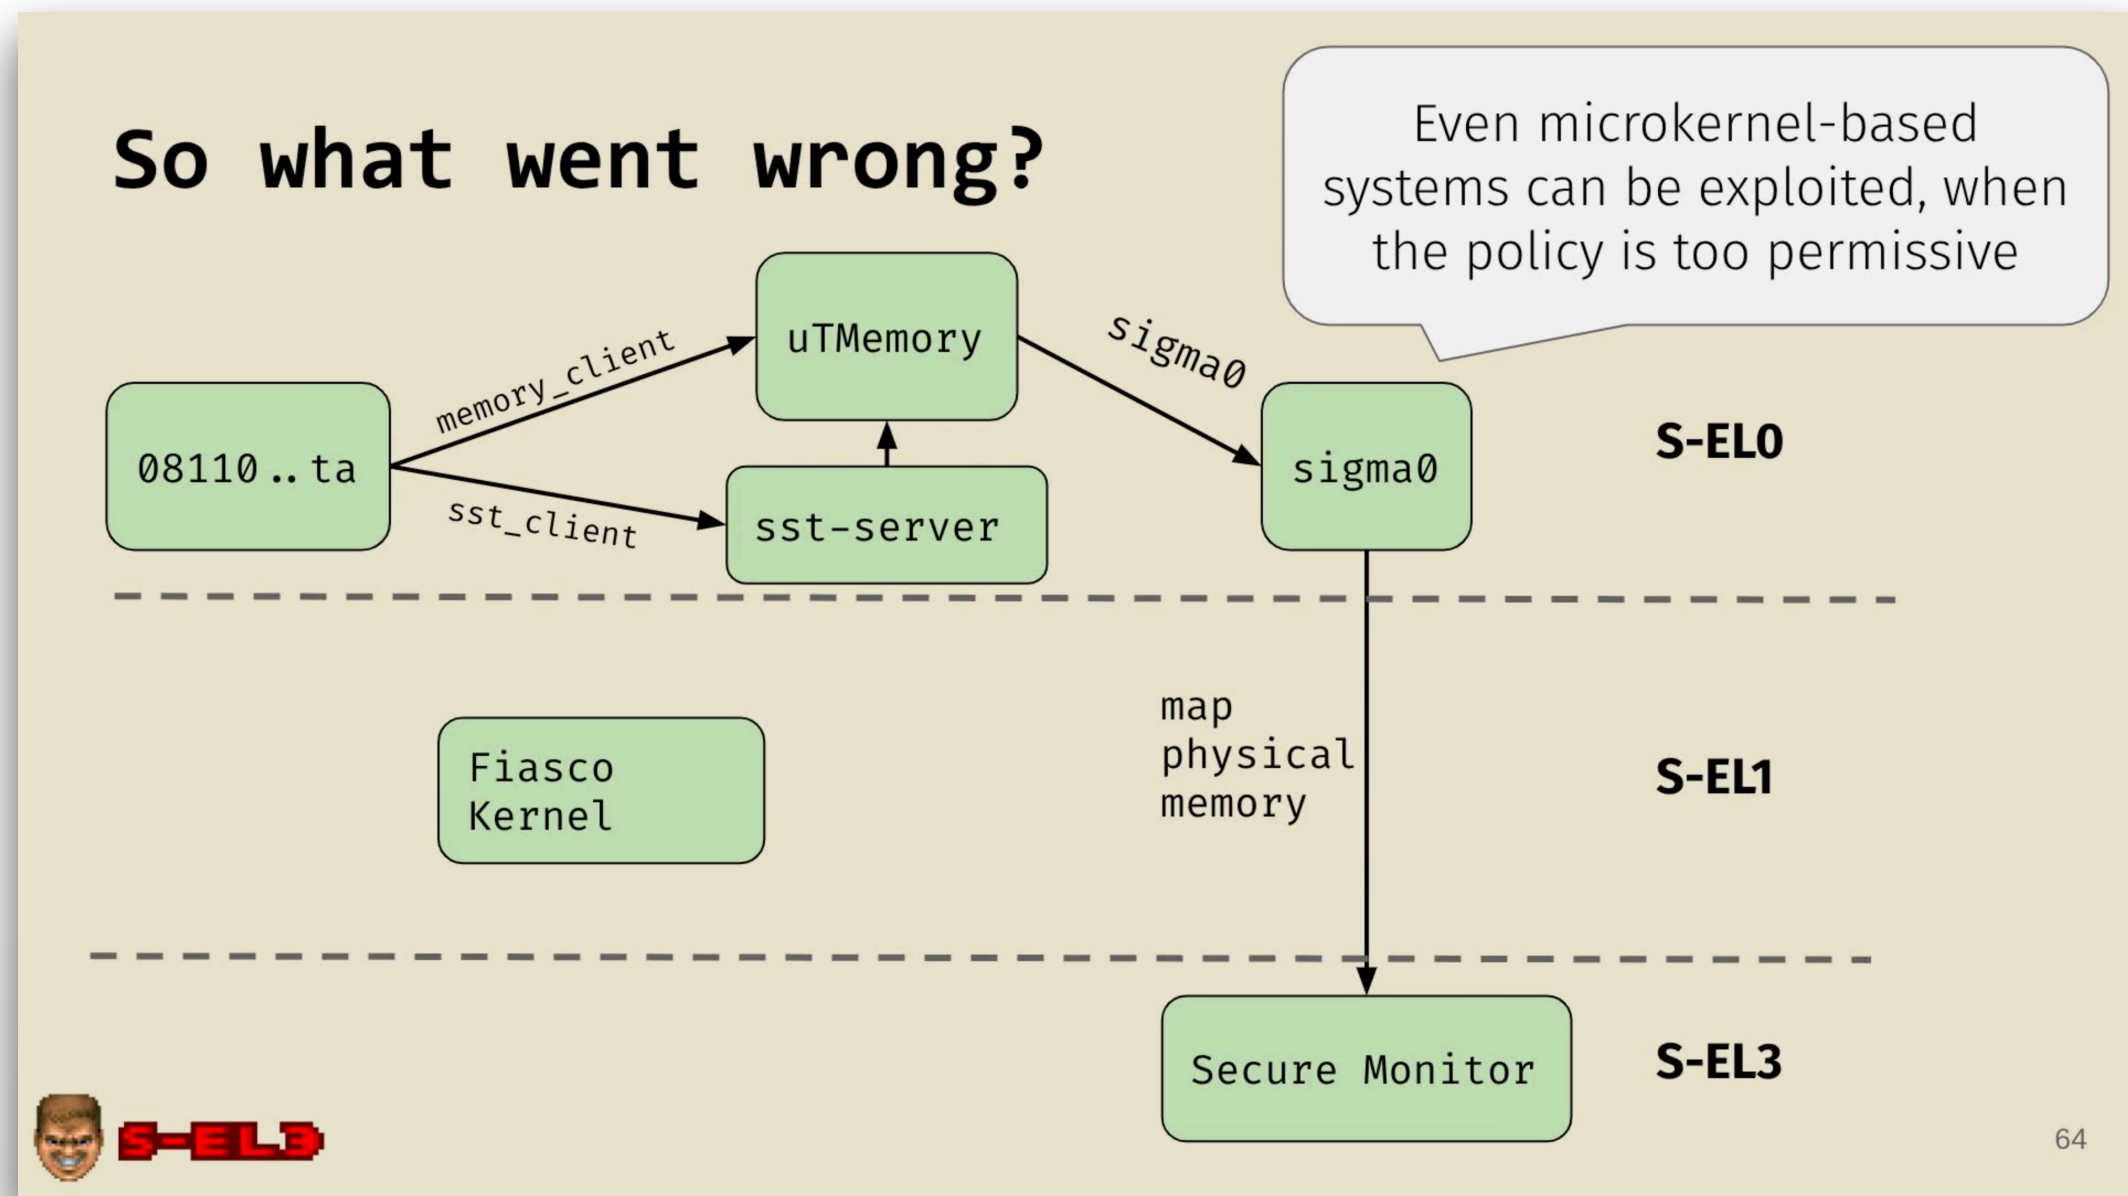 So what went wrong?
Even microkernel-based
systems can be exploited, when
the policy is too permissive
uTMemory
sigma0
memory_client
08110..ta
sigma0
S-EL0
sst_client
sst-server
map
physical
memory
Fiasco
Kernel
S-EL1
Secure Monitor
S-EL3
S-EL3
64